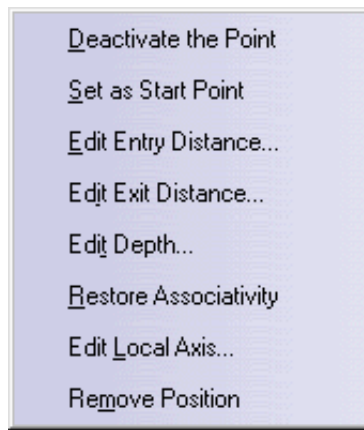 Deactivate the Point
Set as Start Point
Edit Entry Distance...
Edit Exit Distance...
Edit Depth...
Restore Associativity
Edit Local Axis...
Remove Position